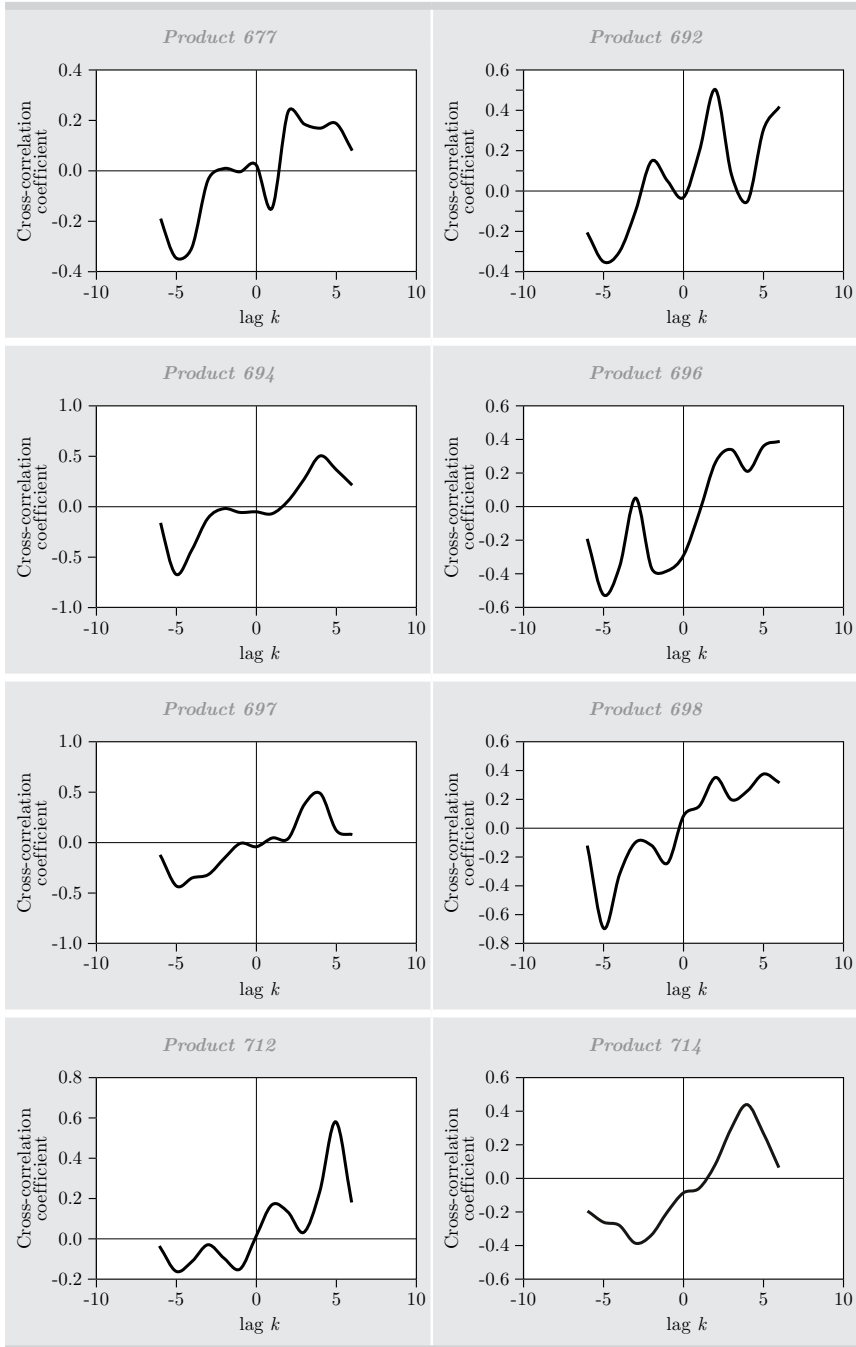 Product 677
Cross-correlation
coefficient
0.4
0.2
0.0
-0.2
-0.4
-10 -5 0 5 10
lag k
Product 692
Cross-correlation
coefficient
0.6
0.4
0.2
0.0
-0.2
-0.4
-10 -5 0 5 10
lag k
Product 694
Cross-correlation
coefficient
1.0
0.5
0.0
-0.5
-1.0
-10 -5 0 5 10
lag k
Product 696
Cross-correlation
coefficient
0.6
0.4
0.2
0.0
-0.2
-0.4
-0.6
-10 -5 0 5 10
lag k
Product 697
Cross-correlation
coefficient
1.0
0.5
0.0
-0.5
-1.0
-10 -5 0 5 10
lag k
Product 698
Cross-correlation
coefficient
0.6
0.4
0.2
0.0
-0.2
-0.4
-0.6
-0.8
-10 -5 0 5 10
lag k
Product 712
Cross-correlation
coefficient
0.8
0.6
0.4
0.2
0.0
-0.2
-10 -5 0 5 10
lag k
Product 714
Cross-correlation
coefficient
0.6
0.4
0.2
0.0
-0.2
-0.4
-0.6
-10 -5 0 5 10
lag k